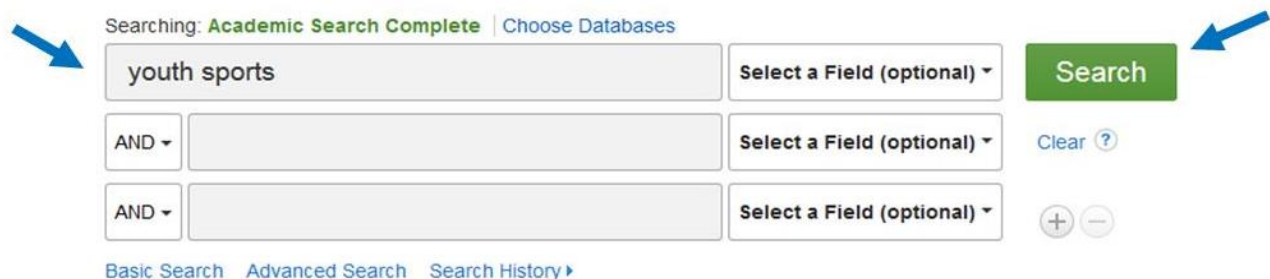 Searching: Academic Search Complete | Choose Databases
youth sports Select a Field (optional) Search
AND Select a Field (optional) Clear ?
AND Select a Field (optional) + −
Basic Search Advanced Search Search History